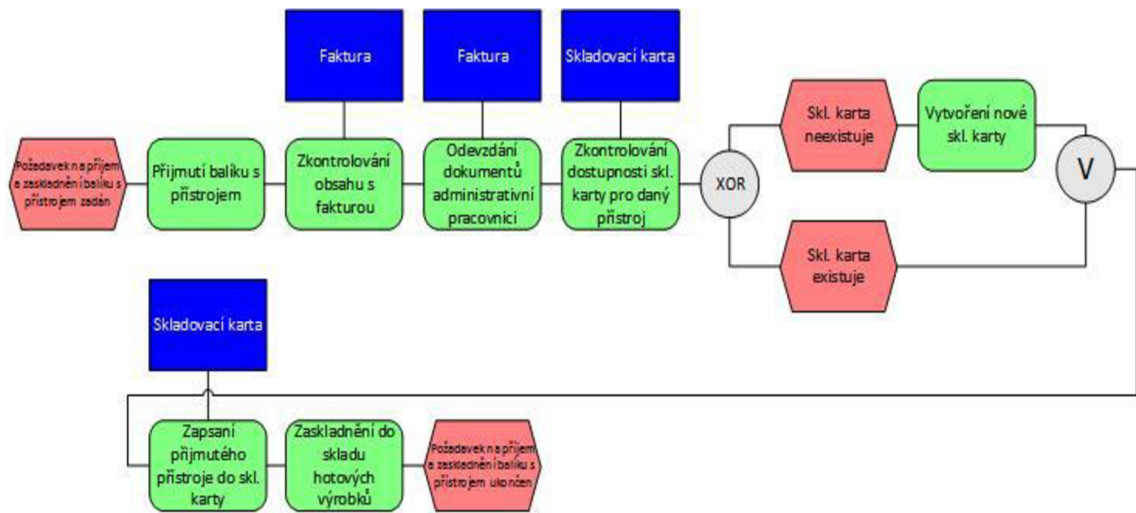 Faktura
Faktura
Skladovací karta
Požadavek na příjem
a zaskladnění balíku s
přístrojem zadán
Přijmutí balíku s
přístrojem
Zkontrolování
obsahu s
fakturou
Odevzdání
dokumentů
administrativní
pracovnici
Zkontrolování
dostupnosti skl.
karty pro daný
přístroj
XOR
Skl. karta
neexistuje
Vytvoření nové
skl. karty
V
Skl. karta
existuje
Skladovací karta
Zapsaní
přijmutého
přístroje do skl.
karty
Zaskladnění do
skladu
hotových
výrobků
Požadavek na příjem
a zaskladnění balíku s
přístrojem ukončen